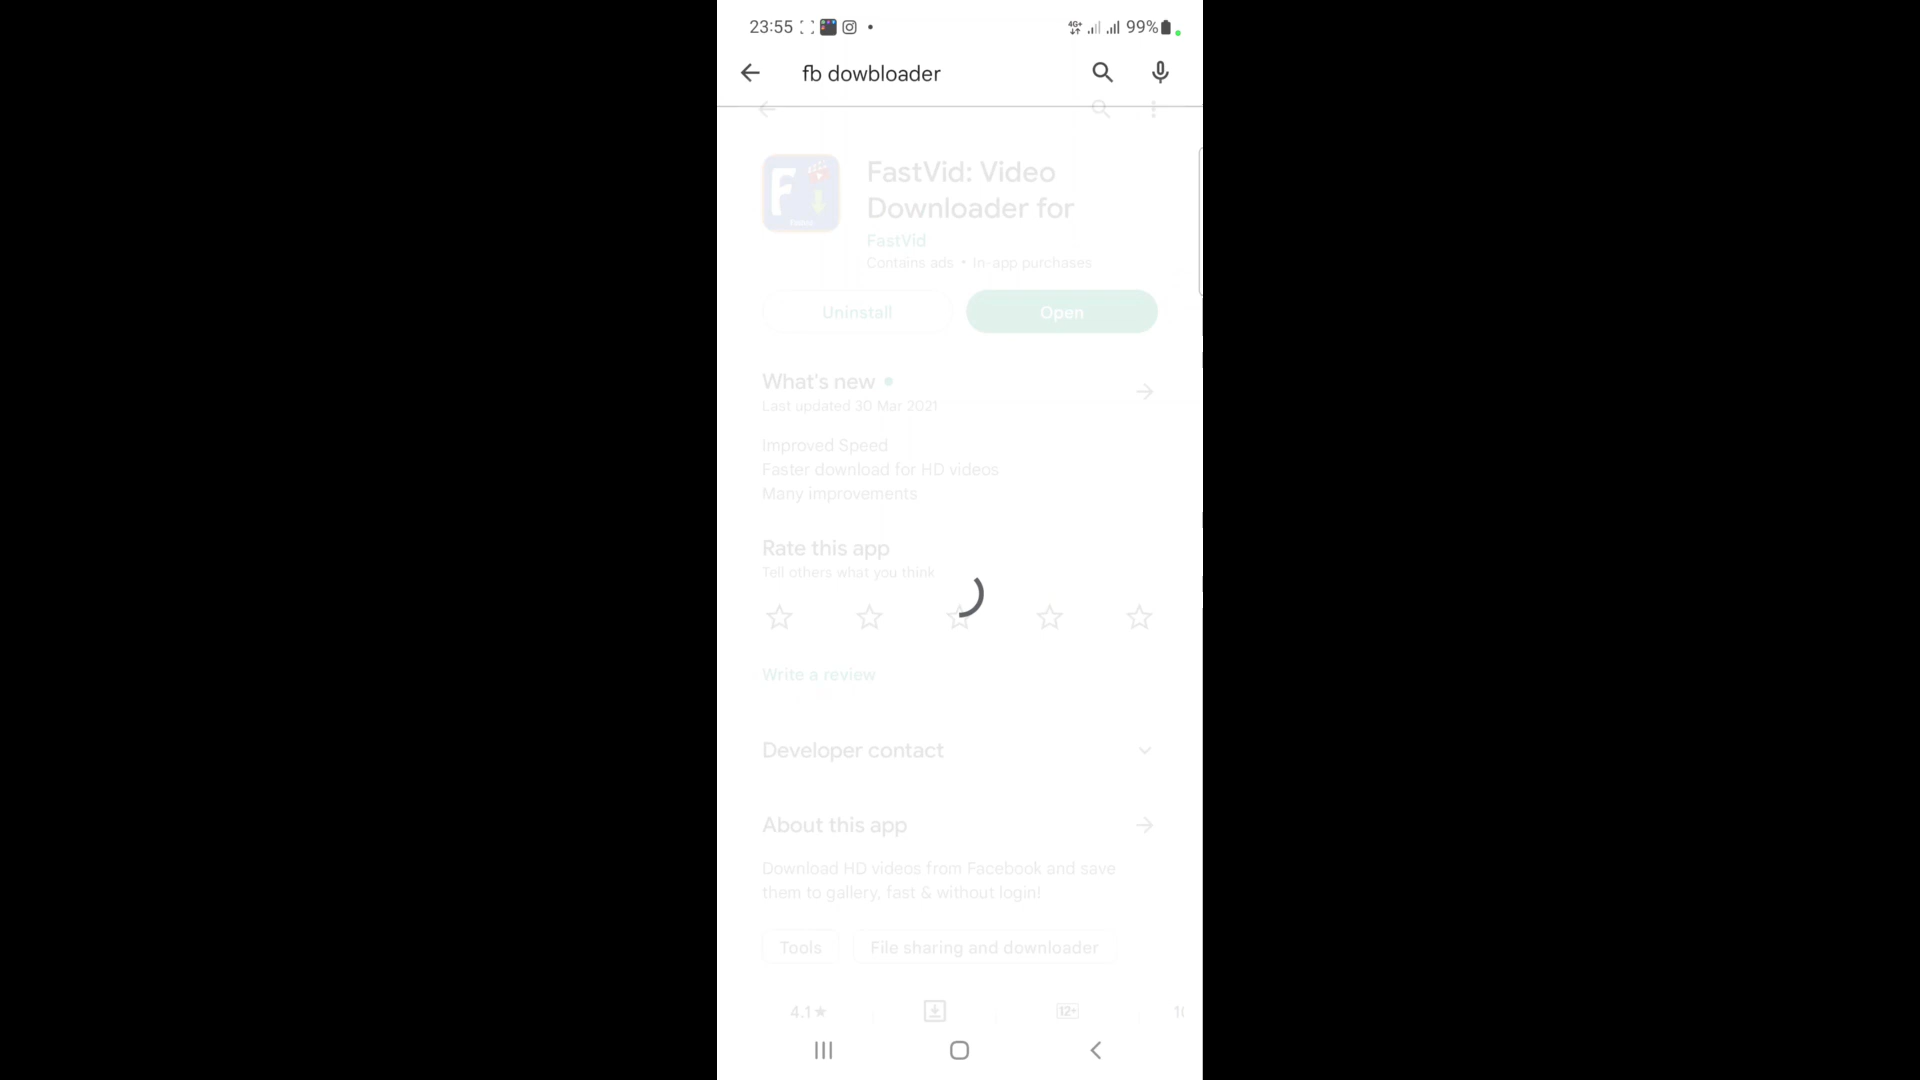 23:55 4G+ 99%
fb dowbloader
FastVid: Video
Downloader for
FastVid
Contains ads • In-app purchases
Uninstall Open
What's new
Last updated 30 Mar 2021
Improved Speed
Faster download for HD videos
Many improvements
Rate this app
Tell others what you think
Write a review
Developer contact
About this app
Download HD videos from Facebook and save
them to gallery, fast & without login!
Tools File sharing and downloader
4.1★ 12+